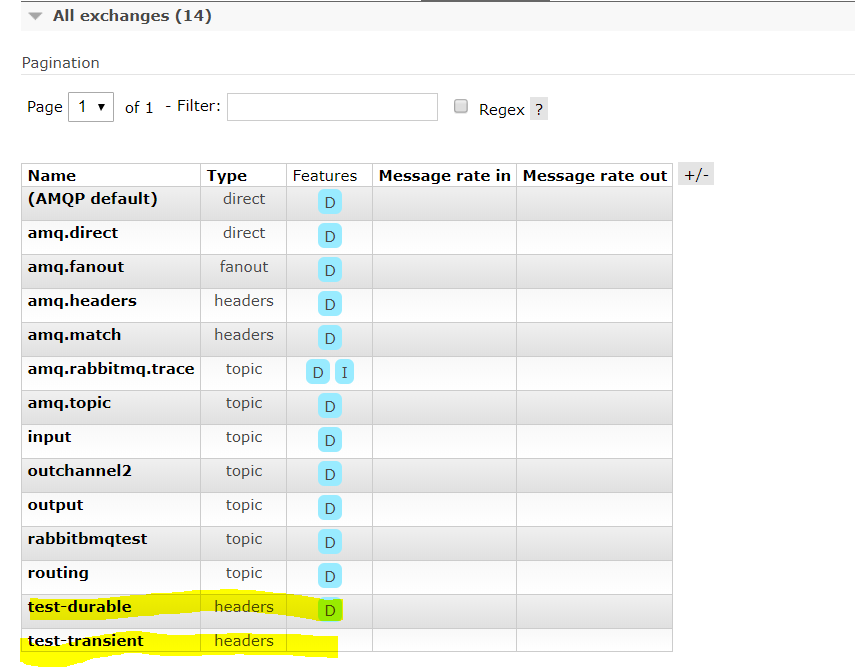 All exchanges (14)
Pagination
Page 1 of 1 - Filter: Regex ?
Name Type Features Message rate in Message rate out +/-
(AMQP default) direct D
amq.direct direct D
amq.fanout fanout D
amq.headers headers D
amq.match headers D
amq.rabbitmq.trace topic D I
amq.topic topic D
input topic D
outchannel2 topic D
output topic D
rabbitbmqtest topic D
routing topic D
test-durable headers D
test-transient headers